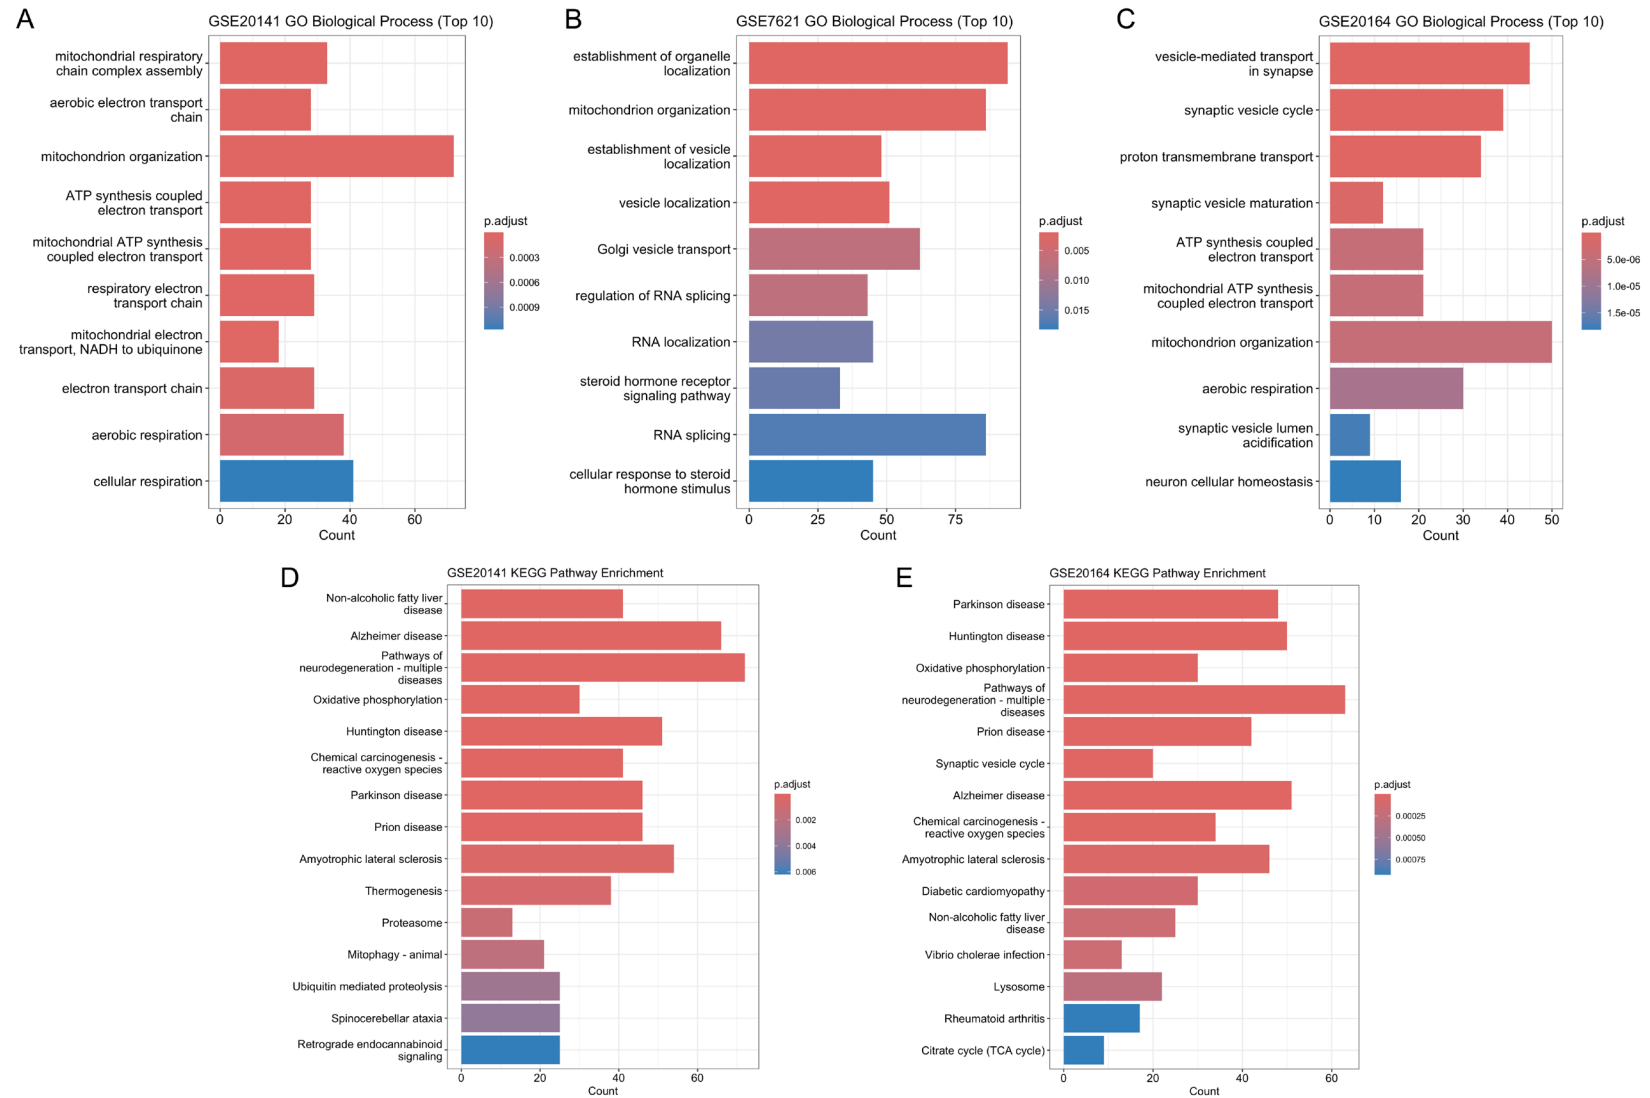 A
GSE20141 GO Biological Process (Top 10)
mitochondrial respiratory
chain complex assembly
aerobic electron transport
chain
mitochondrion organization
ATP synthesis coupled
electron transport
mitochondrial ATP synthesis
coupled electron transport
respiratory electron
transport chain
mitochondrial electron
transport, NADH to ubiquinone
electron transport chain
aerobic respiration
cellular respiration
0 20 40 60
Count
p.adjust
0.0003
0.0006
0.0009
B
GSE7621 GO Biological Process (Top 10)
establishment of organelle
localization
mitochondrion organization
establishment of vesicle
localization
vesicle localization
Golgi vesicle transport
regulation of RNA splicing
RNA localization
steroid hormone receptor
signaling pathway
RNA splicing
cellular response to steroid
hormone stimulus
0 25 50 75
Count
p.adjust
0.005
0.010
0.015
C
GSE20164 GO Biological Process (Top 10)
vesicle-mediated transport
in synapse
synaptic vesicle cycle
proton transmembrane transport
synaptic vesicle maturation
ATP synthesis coupled
electron transport
mitochondrial ATP synthesis
coupled electron transport
mitochondrion organization
aerobic respiration
synaptic vesicle lumen
acidification
neuron cellular homeostasis
0 10 20 30 40 50
Count
p.adjust
5.0e-06
1.0e-05
1.5e-05
D
GSE20141 KEGG Pathway Enrichment
Non-alcoholic fatty liver
disease
Alzheimer disease
Pathways of
neurodegeneration - multiple
diseases
Oxidative phosphorylation
Huntington disease
Chemical carcinogenesis -
reactive oxygen species
Parkinson disease
Prion disease
Amyotrophic lateral sclerosis
Thermogenesis
Proteasome
Mitophagy - animal
Ubiquitin mediated proteolysis
Spinocerebellar ataxia
Retrograde endocannabinoid
signaling
0 20 40 60
Count
p.adjust
0.002
0.004
0.006
E
GSE20164 KEGG Pathway Enrichment
Parkinson disease
Huntington disease
Oxidative phosphorylation
Pathways of
neurodegeneration - multiple
diseases
Prion disease
Synaptic vesicle cycle
Alzheimer disease
Chemical carcinogenesis -
reactive oxygen species
Amyotrophic lateral sclerosis
Diabetic cardiomyopathy
Non-alcoholic fatty liver
disease
Vibrio cholerae infection
Lysosome
Rheumatoid arthritis
Citrate cycle (TCA cycle)
0 20 40 60
Count
p.adjust
0.00025
0.00050
0.00075